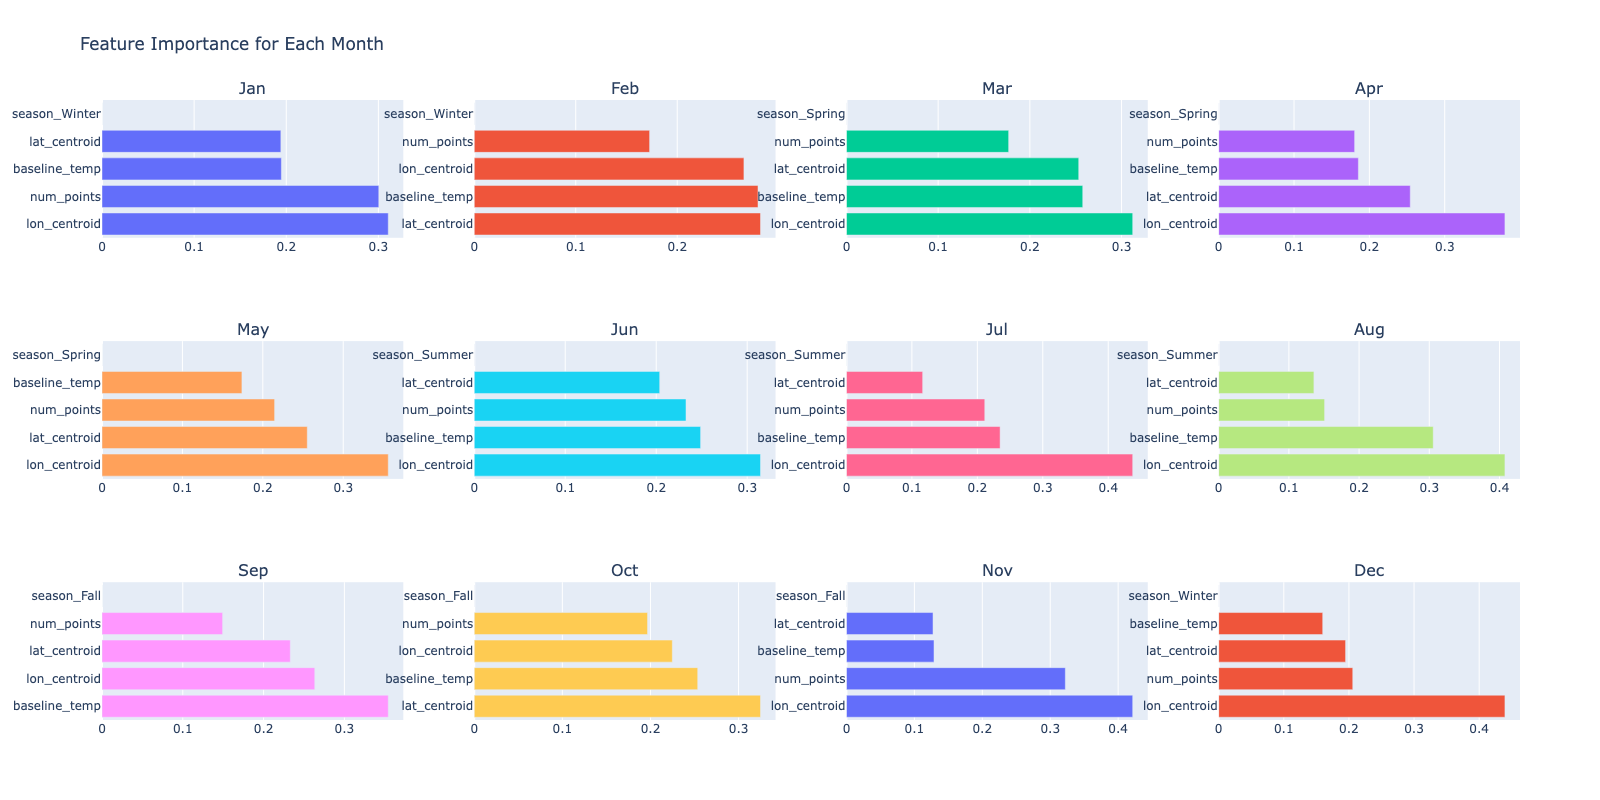 Feature Importance for Each Month
Jan
season_Winter
lat_centroid
baseline_temp
num_points
lon_centroid
0 0.1 0.2 0.3
Feb
season_Winter
num_points
lon_centroid
baseline_temp
lat_centroid
0 0.1 0.2
Mar
season_Spring
num_points
lat_centroid
baseline_temp
lon_centroid
0 0.1 0.2 0.3
Apr
season_Spring
num_points
baseline_temp
lat_centroid
lon_centroid
0 0.1 0.2 0.3
May
season_Spring
baseline_temp
num_points
lat_centroid
lon_centroid
0 0.1 0.2 0.3
Jun
season_Summer
lat_centroid
num_points
baseline_temp
lon_centroid
0 0.1 0.2 0.3
Jul
season_Summer
lat_centroid
num_points
baseline_temp
lon_centroid
0 0.1 0.2 0.3 0.4
Aug
season_Summer
lat_centroid
num_points
baseline_temp
lon_centroid
0 0.1 0.2 0.3 0.4
Sep
season_Fall
num_points
lat_centroid
lon_centroid
baseline_temp
0 0.1 0.2 0.3
Oct
season_Fall
num_points
lon_centroid
baseline_temp
lat_centroid
0 0.1 0.2 0.3
Nov
season_Fall
lat_centroid
baseline_temp
num_points
lon_centroid
0 0.1 0.2 0.3 0.4
Dec
season_Winter
baseline_temp
lat_centroid
num_points
lon_centroid
0 0.1 0.2 0.3 0.4